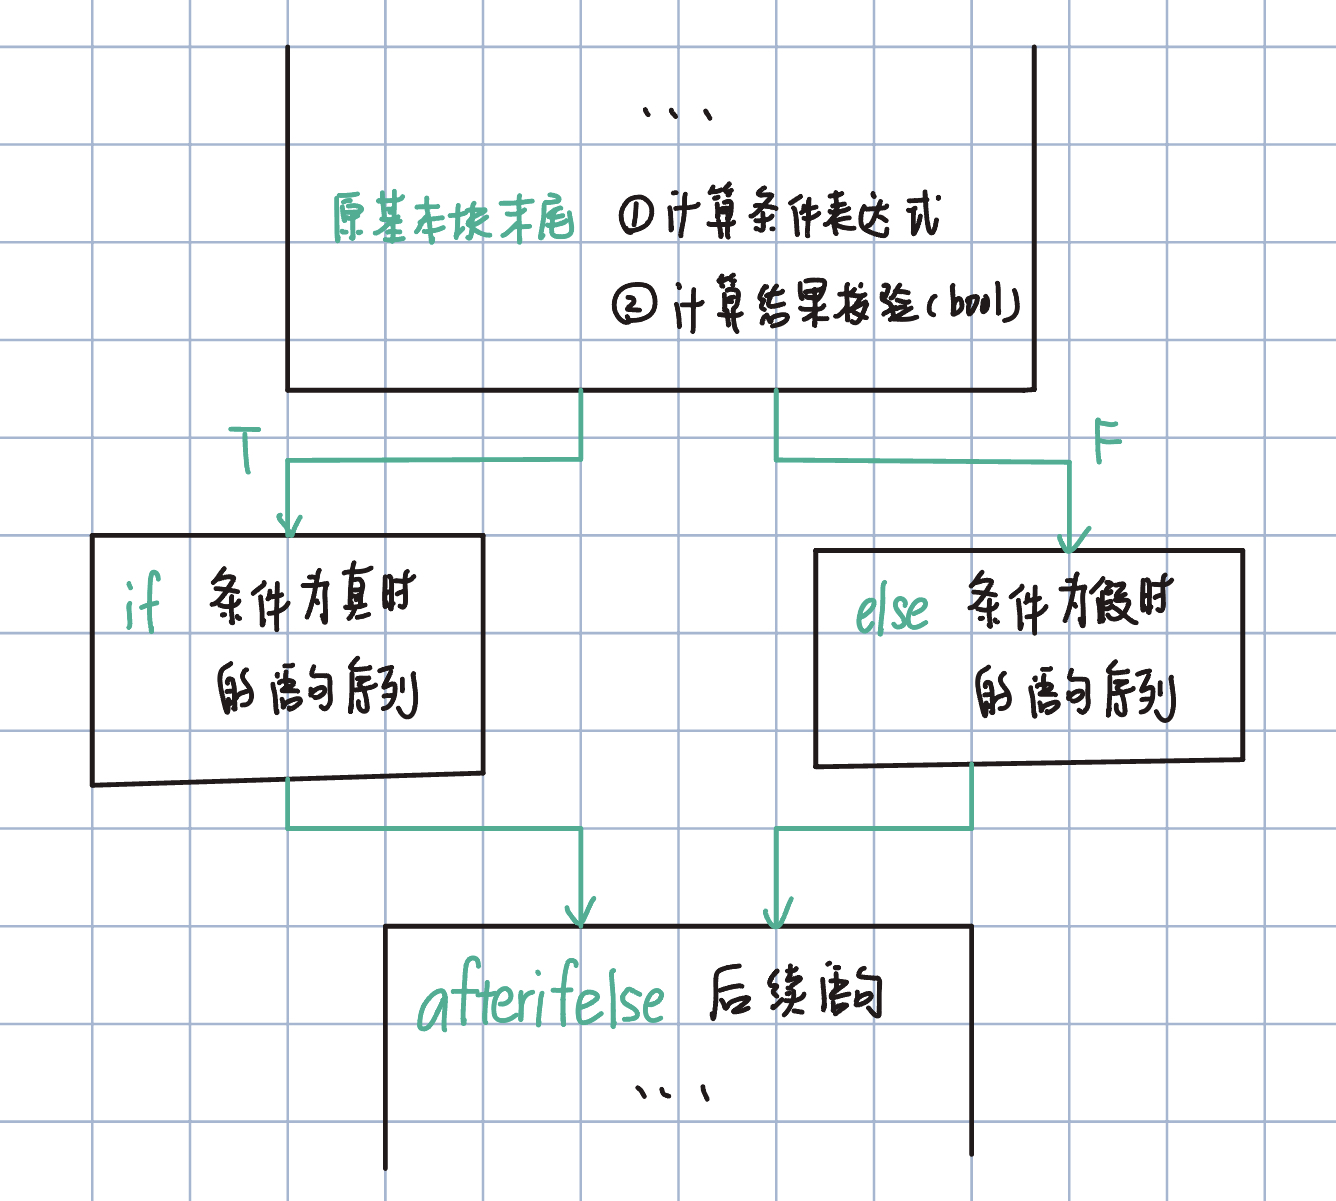 ...
原基本块末尾 ①计算条件表达式
②计算结果校验(bool)
T
F
if 条件为真时
的语句序列
else 条件为假时
的语句序列
afterifelse 后续语句
...